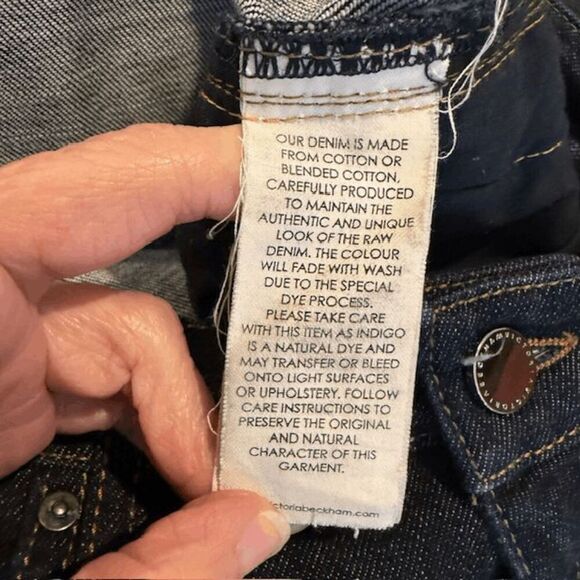 OUR DENIM IS MADE
FROM COTTON OR
BLENDED COTTON,
CAREFULLY PRODUCED
TO MAINTAIN THE
AUTHENTIC AND UNIQUE
LOOK OF THE RAW
DENIM. THE COLOUR
WILL FADE WITH WASH
DUE TO THE SPECIAL
DYE PROCESS.
PLEASE TAKE CARE
WITH THIS ITEM AS INDIGO
IS A NATURAL DYE AND
MAY TRANSFER OR BLEED
ONTO LIGHT SURFACES
OR UPHOLSTERY. FOLLOW
CARE INSTRUCTIONS TO
PRESERVE THE ORIGINAL
AND NATURAL
CHARACTER OF THIS
GARMENT.
ctoriabeckham.com